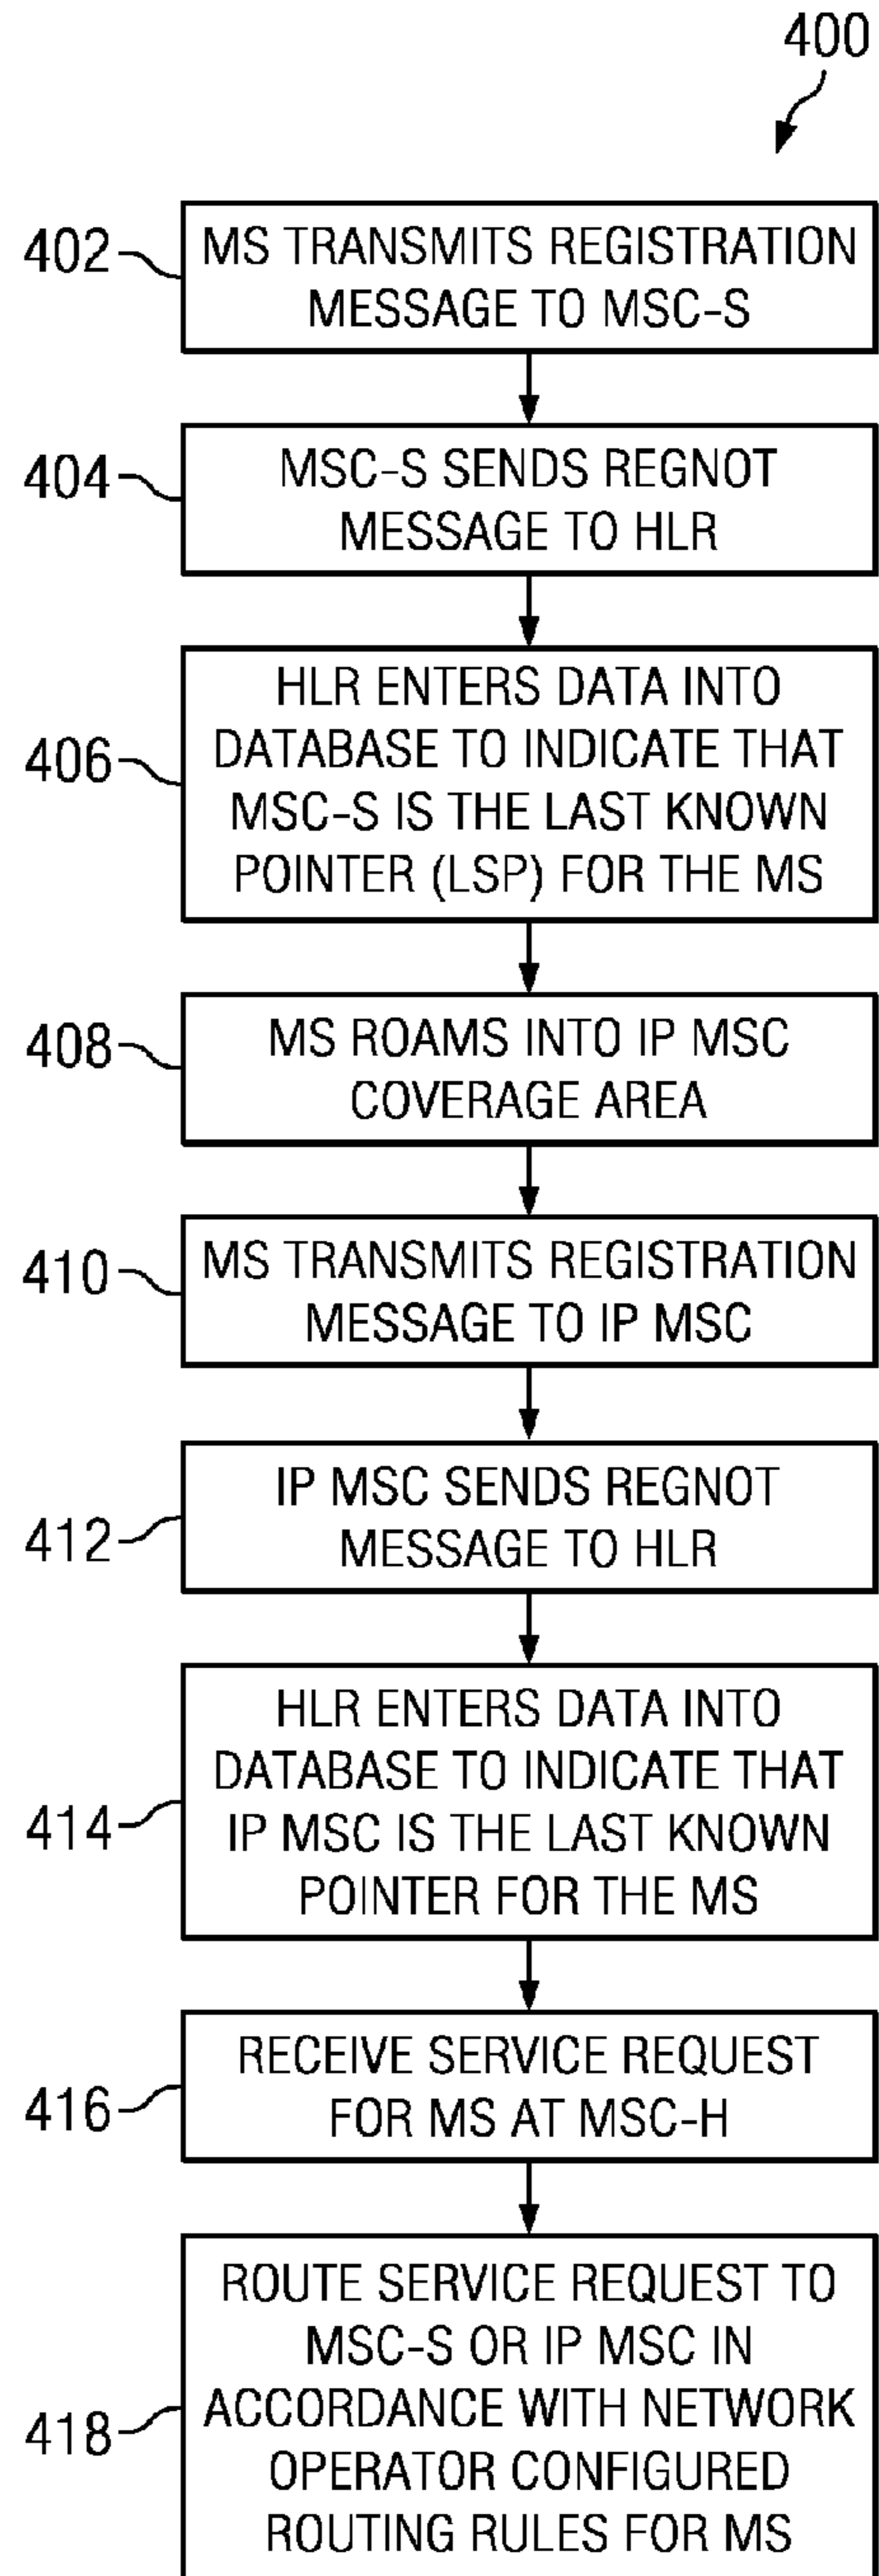 400
402
MS TRANSMITS REGISTRATION
MESSAGE TO MSC-S
404
MSC-S SENDS REGNOT
MESSAGE TO HLR
406
HLR ENTERS DATA INTO
DATABASE TO INDICATE THAT
MSC-S IS THE LAST KNOWN
POINTER (LSP) FOR THE MS
408
MS ROAMS INTO IP MSC
COVERAGE AREA
410
MS TRANSMITS REGISTRATION
MESSAGE TO IP MSC
412
IP MSC SENDS REGNOT
MESSAGE TO HLR
414
HLR ENTERS DATA INTO
DATABASE TO INDICATE THAT
IP MSC IS THE LAST KNOWN
POINTER FOR THE MS
416
RECEIVE SERVICE REQUEST
FOR MS AT MSC-H
418
ROUTE SERVICE REQUEST TO
MSC-S OR IP MSC IN
ACCORDANCE WITH NETWORK
OPERATOR CONFIGURED
ROUTING RULES FOR MS